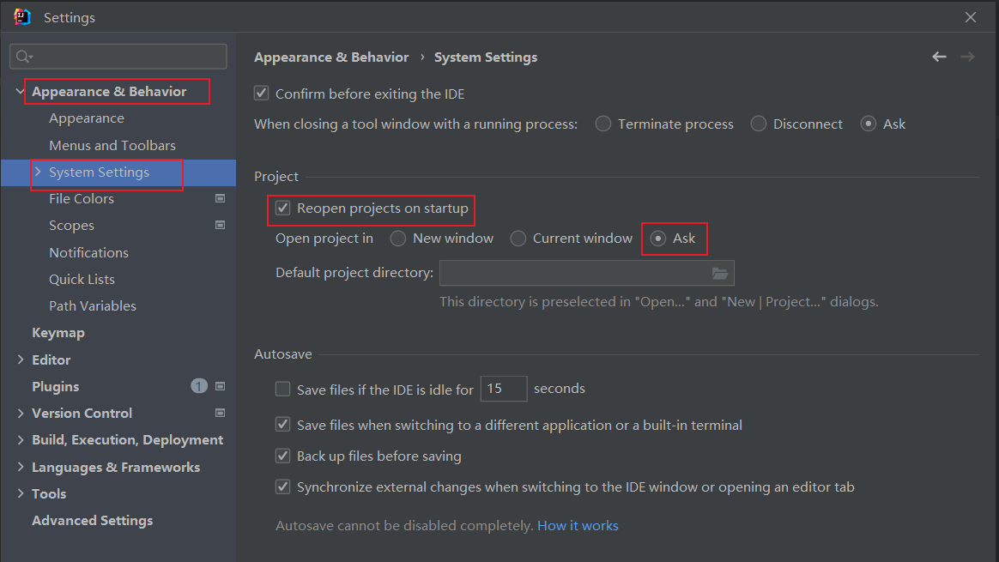 Settings
Appearance & Behavior
Appearance
Menus and Toolbars
System Settings
File Colors
Scopes
Notifications
Quick Lists
Path Variables
Keymap
Editor
Plugins 1
Version Control
Build, Execution, Deployment
Languages & Frameworks
Tools
Advanced Settings
Appearance & Behavior › System Settings
Confirm before exiting the IDE
When closing a tool window with a running process: Terminate process Disconnect Ask
Project
Reopen projects on startup
Open project in New window Current window Ask
Default project directory:
This directory is preselected in "Open..." and "New | Project..." dialogs.
Autosave
Save files if the IDE is idle for 15 seconds
Save files when switching to a different application or a built-in terminal
Back up files before saving
Synchronize external changes when switching to the IDE window or opening an editor tab
Autosave cannot be disabled completely. How it works